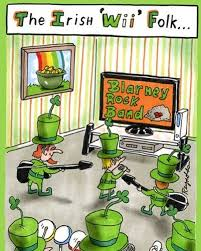 The Irish 'Wii' Folk...
Blarney
Rock
Band